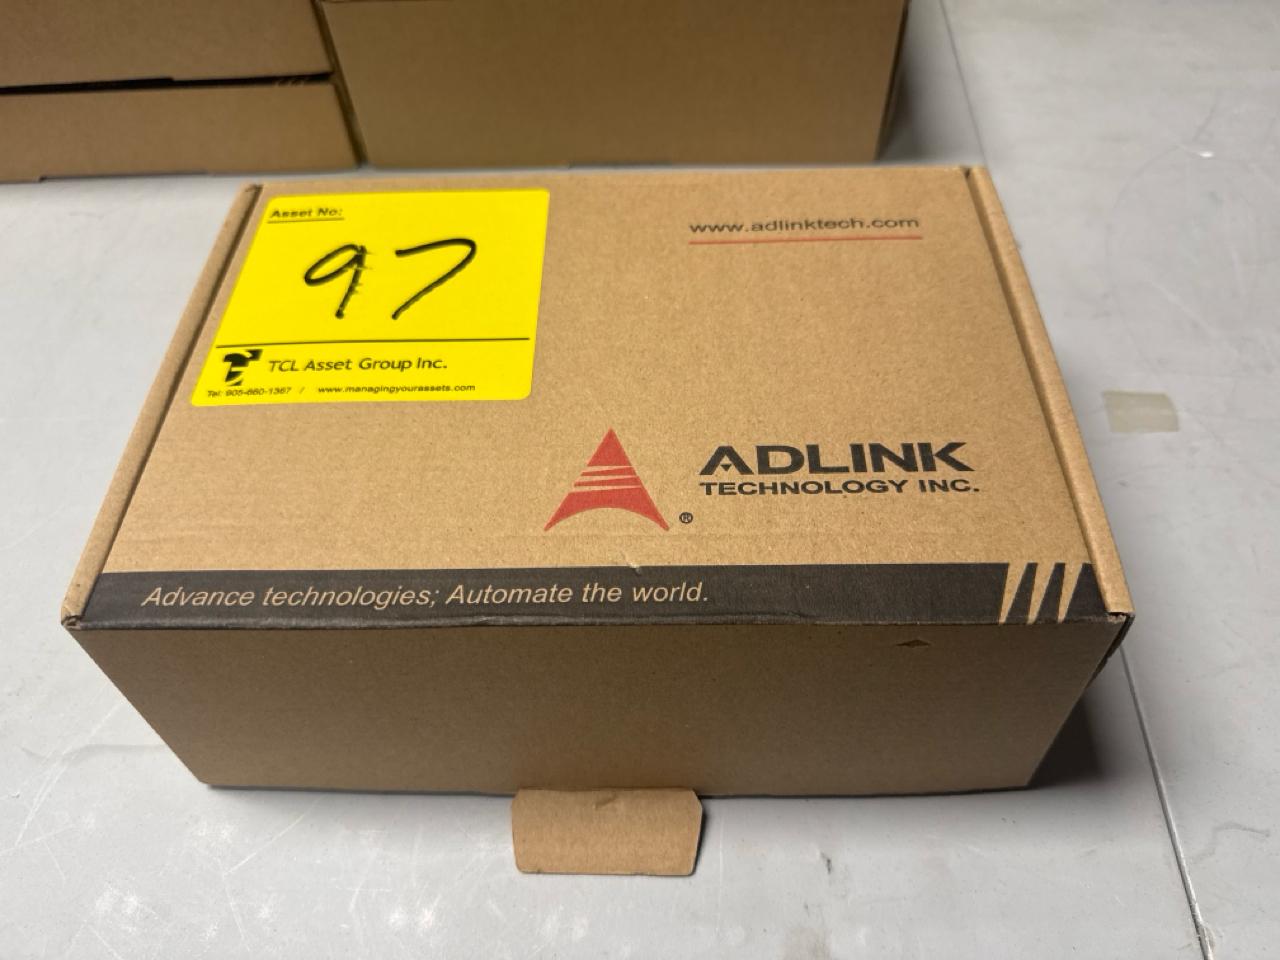 Asset No:
97
TCL Asset Group Inc.
Tel: 905-660-1367 / www.managingyourassets.com
www.adlinktech.com
ADLINK
TECHNOLOGY INC.
®
Advance technologies; Automate the world.